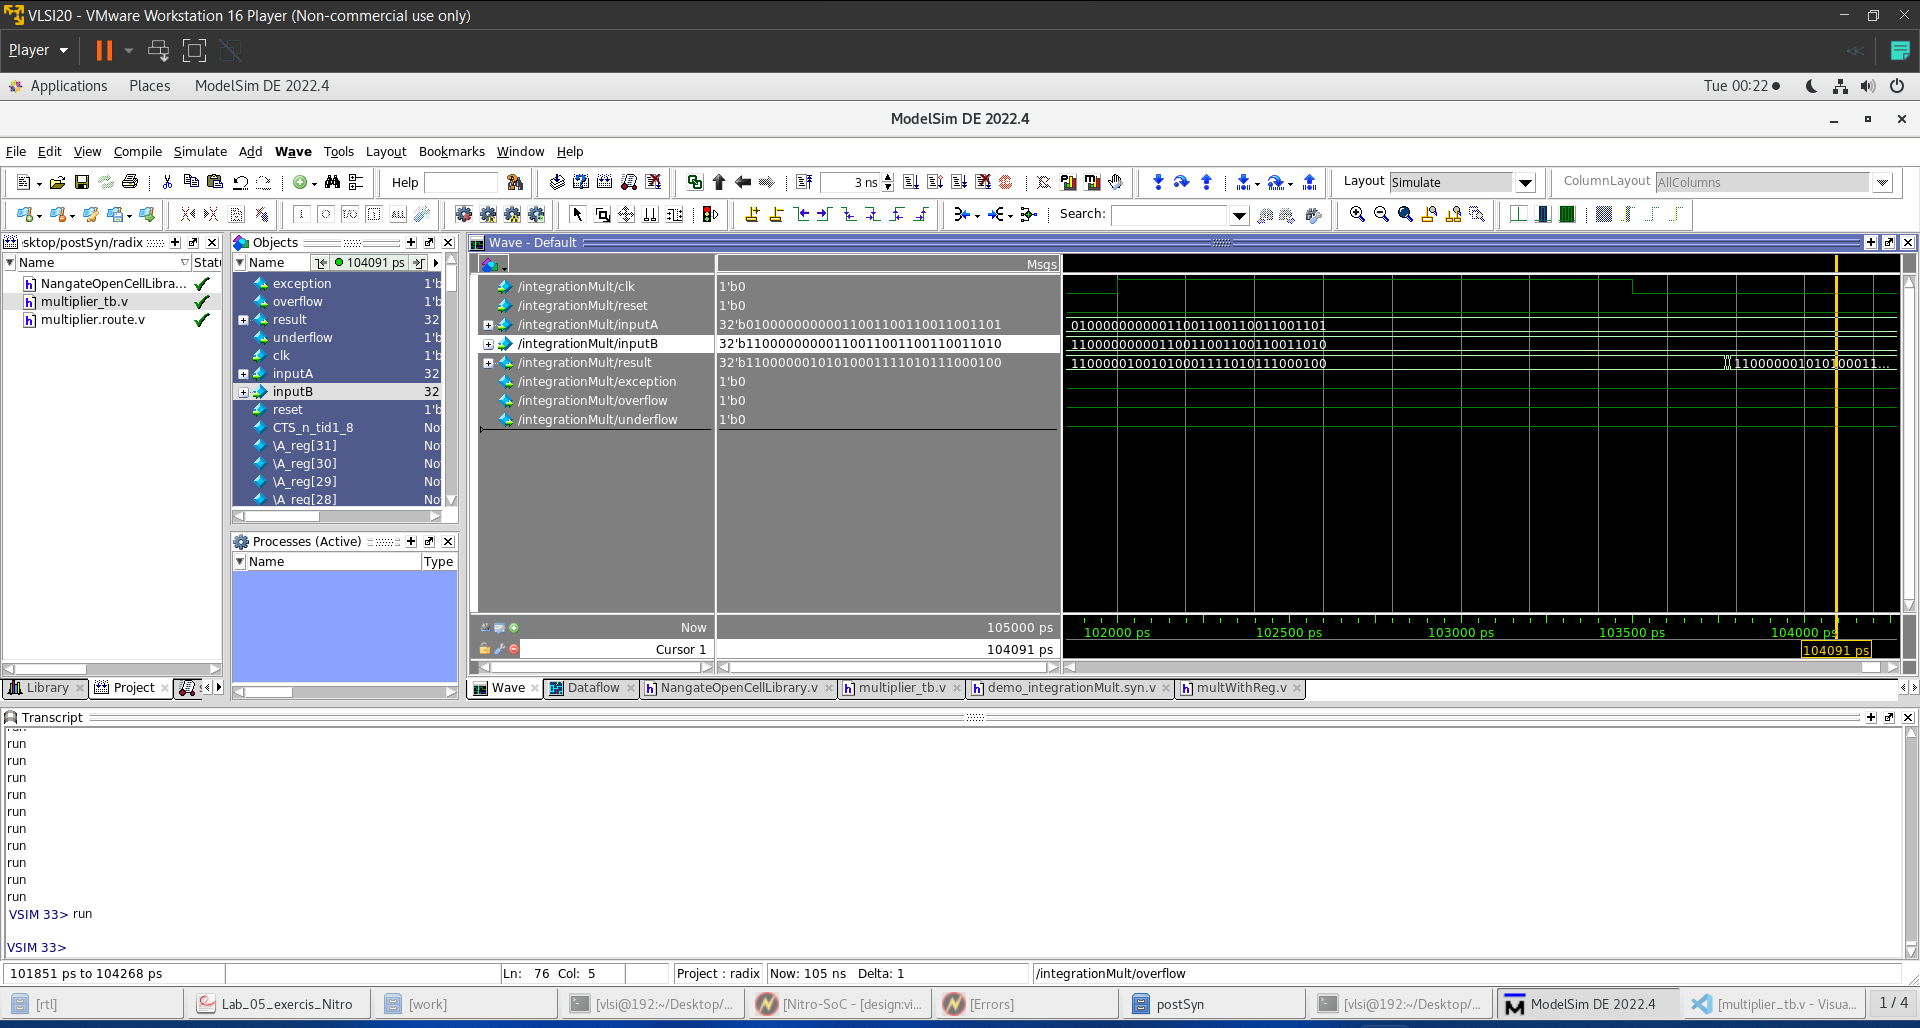 VLSI20 - VMware Workstation 16 Player (Non-commercial use only)
Player
Applications Places ModelSim DE 2022.4 Tue 00:22
ModelSim DE 2022.4
File Edit View Compile Simulate Add Wave Tools Layout Bookmarks Window Help
Help 3 ns Layout Simulate ColumnLayout AllColumns
Search:
sktop/postSyn/radix
Name Statu
NangateOpenCellLibra...
multiplier_tb.v
multiplier.route.v
Library Project
Objects
Name 104091 ps
exception 1'b
overflow 1'b
result 32
underflow 1'b
clk 1'b
inputA 32
inputB 32
reset 1'b
CTS_n_tid1_8 No
\A_reg[31] No
\A_reg[30] No
\A_reg[29] No
\A_reg[28] No
Processes (Active)
Name Type
Wave - Default
Msgs
/integrationMult/clk 1'b0
/integrationMult/reset 1'b0
/integrationMult/inputA 32'b01000000000011001100110011001101 01000000000011001100110011001101
/integrationMult/inputB 32'b11000000000110011001100110011010 11000000000110011001100110011010
/integrationMult/result
/integrationMult/exception 1'b0
/integrationMult/overflow 1'b0
/integrationMult/underflow 1'b0
Now 105000 ps 102000 ps 102500 ps 103000 ps 103500 ps 104000 ps
Cursor 1 104091 ps 104091 ps
Wave Dataflow NangateOpenCellLibrary.v multiplier_tb.v demo_integrationMult.syn.v multWithReg.v
Transcript
run
run
run
run
run
run
run
run
run
run
VSIM 33> run
VSIM 33>
101851 ps to 104268 ps Ln: 76 Col: 5 Project : radix Now: 105 ns Delta: 1 /integrationMult/overflow
[rtl] Lab_05_exercis_Nitro [work] [vlsi@192:~/Desktop/... [Nitro-SoC - [design:vi... [Errors] postSyn [vlsi@192:~/Desktop/... ModelSim DE 2022.4 [multiplier_tb.v - Visua... 1 / 4